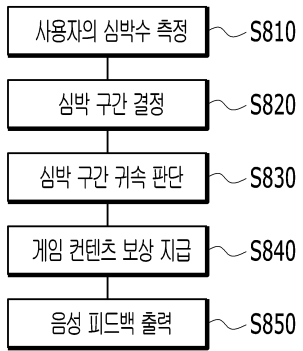 사용자의 심박수 측정 S810
심박 구간 결정 S820
심박 구간 귀속 판단 S830
게임 컨텐츠 보상 지급 S840
음성 피드백 출력 S850